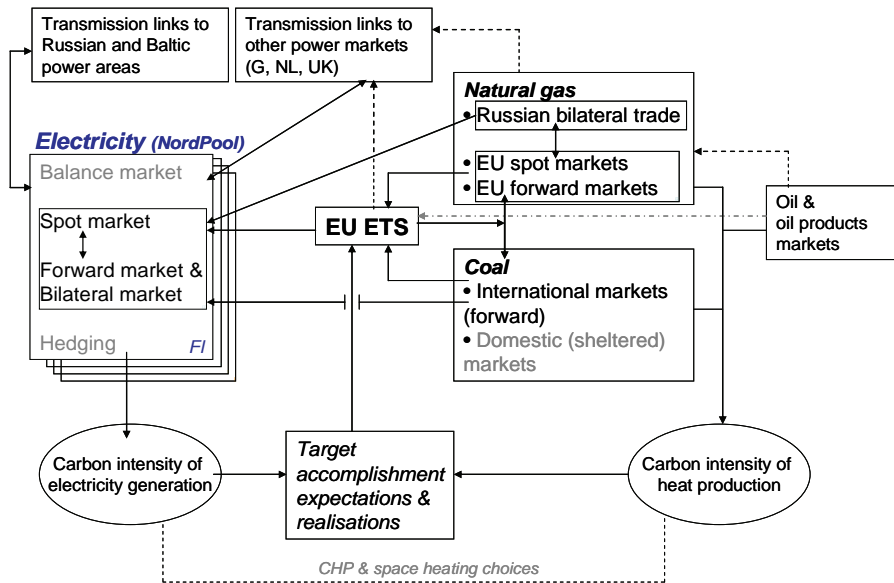 Transmission links to
Russian and Baltic
power areas
Transmission links to
other power markets
(G, NL, UK)
Natural gas
• Russian bilateral trade
• EU spot markets
• EU forward markets
Electricity (NordPool)
Balance market
Spot market
Forward market &
Bilateral market
Hedging
FI
EU ETS
Oil &
oil products
markets
Coal
• International markets
(forward)
• Domestic (sheltered)
markets
Carbon intensity of
electricity generation
Target
accomplishment
expectations &
realisations
Carbon intensity of
heat production
CHP & space heating choices